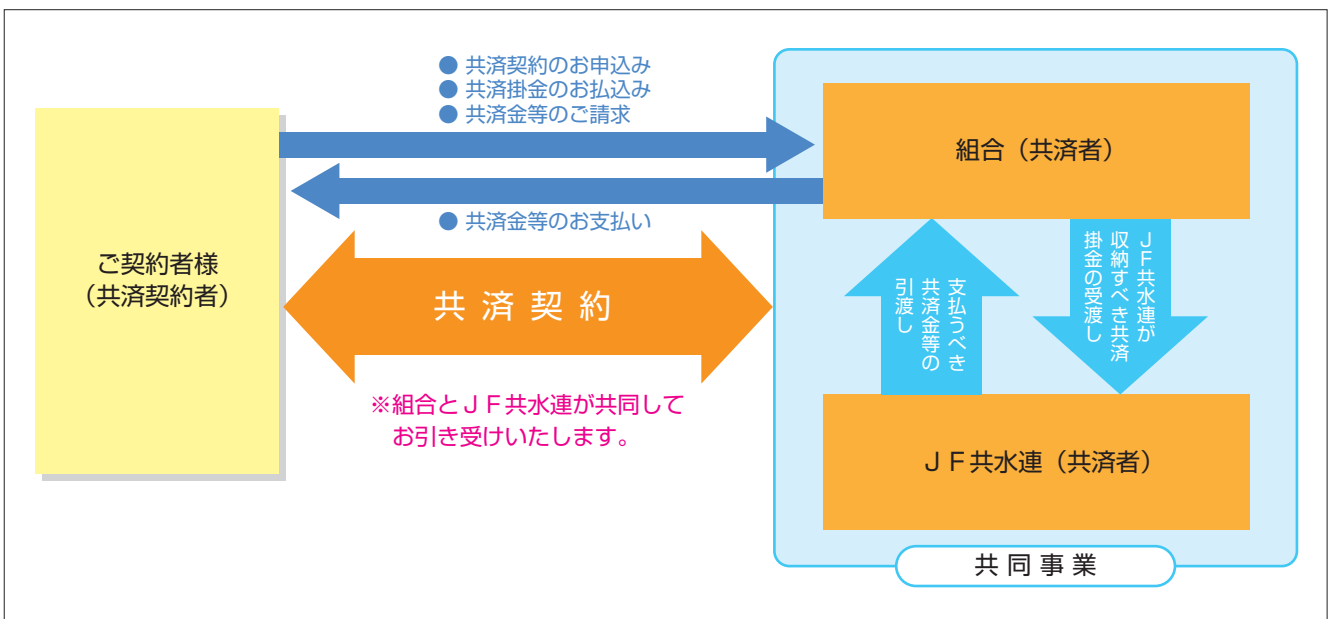 ● 共済契約のお申込み
● 共済掛金のお払込み
● 共済金等のご請求
組合（共済者）
● 共済金等のお支払い
ご契約者様
（共済契約者）
共済契約
支払うべき
共済金等の
引渡し
ＪＦ共水連が
収納すべき共済
掛金の受渡し
※組合とＪＦ共水連が共同して
お引き受けいたします。
ＪＦ共水連（共済者）
共同事業